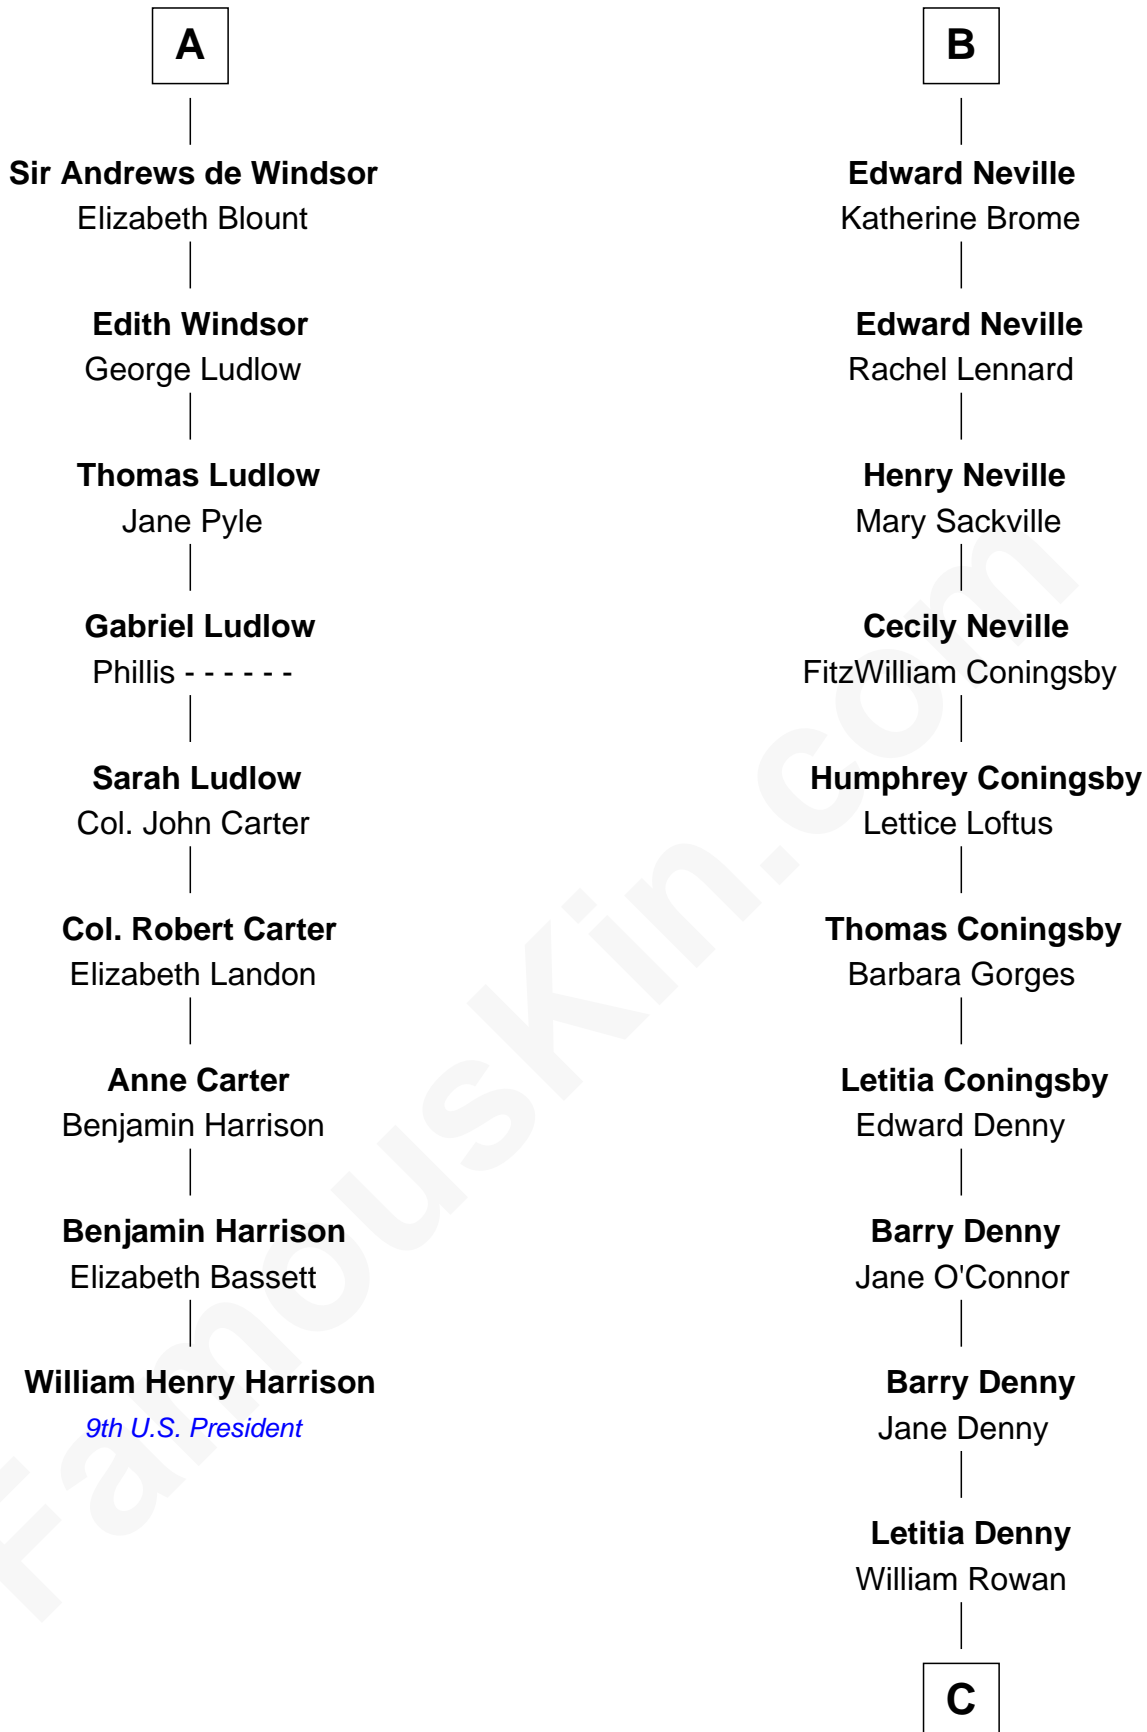 A
Sir Andrews de Windsor
Elizabeth Blount
Edith Windsor
George Ludlow
Thomas Ludlow
Jane Pyle
Gabriel Ludlow
Phillis - - - - - -
Sarah Ludlow
Col. John Carter
Col. Robert Carter
Elizabeth Landon
Anne Carter
Benjamin Harrison
Benjamin Harrison
Elizabeth Bassett
William Henry Harrison
9th U.S. President
B
Edward Neville
Katherine Brome
Edward Neville
Rachel Lennard
Henry Neville
Mary Sackville
Cecily Neville
FitzWilliam Coningsby
Humphrey Coningsby
Lettice Loftus
Thomas Coningsby
Barbara Gorges
Letitia Coningsby
Edward Denny
Barry Denny
Jane O'Connor
Barry Denny
Jane Denny
Letitia Denny
William Rowan
C
FamousKin.com